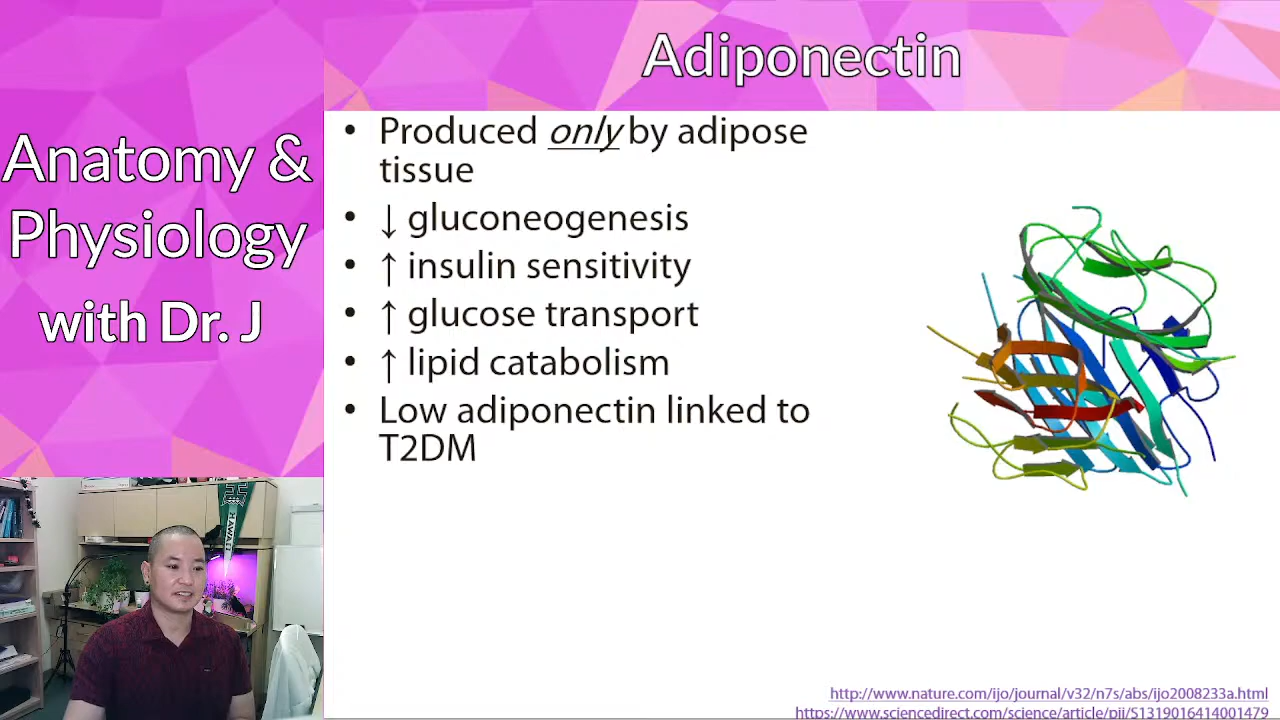 Adiponectin
Anatomy &
Physiology
with Dr. J
• Produced only by adipose
tissue
• ↓ gluconeogenesis
• ↑ insulin sensitivity
• ↑ glucose transport
• ↑ lipid catabolism
• Low adiponectin linked to
T2DM
HAWAI'I
http://www.nature.com/ijo/journal/v32/n7s/abs/ijo2008233a.html
https://www.sciencedirect.com/science/article/pii/S1319016414001479